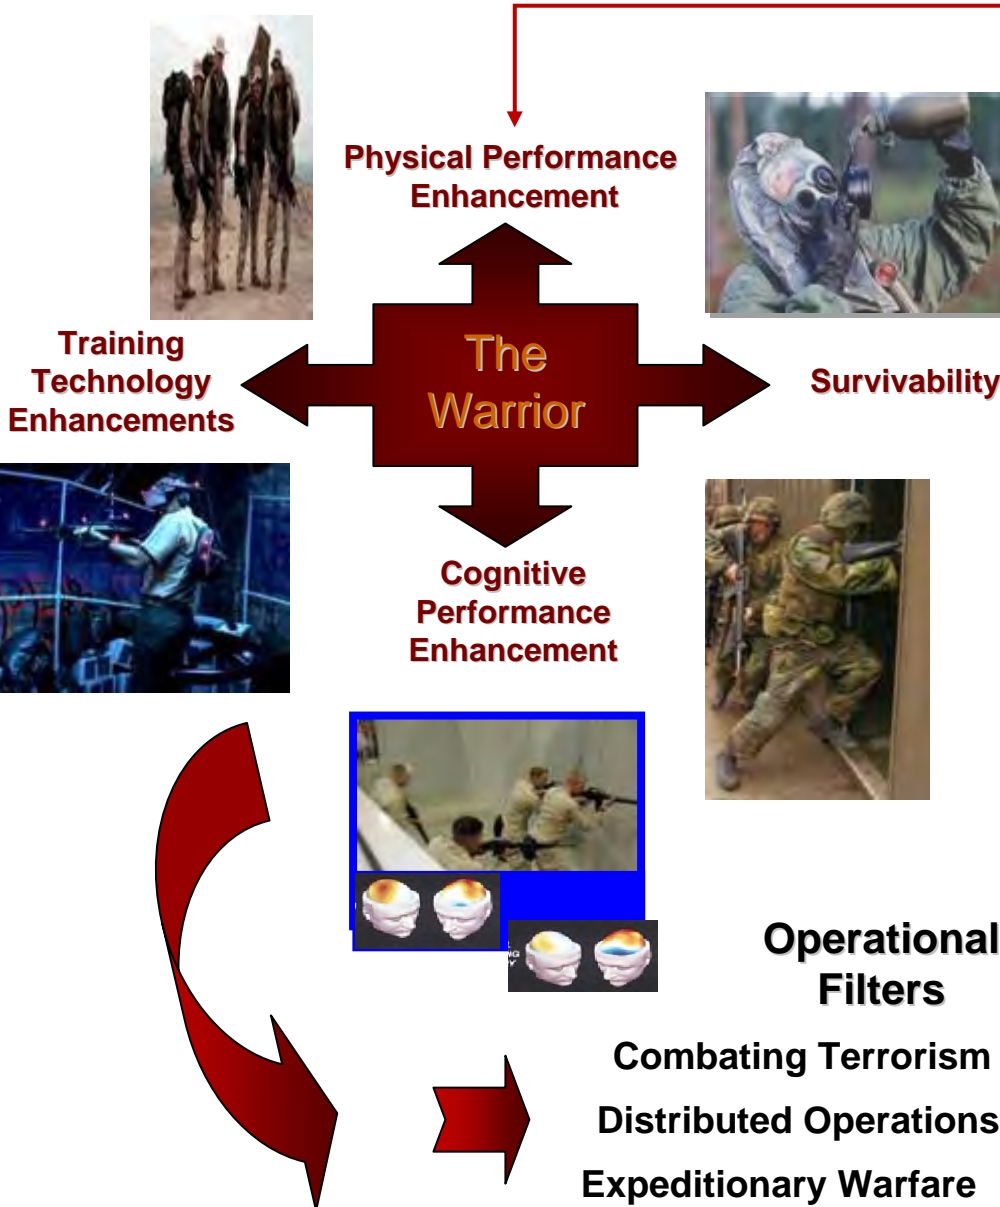 Physical Performance
Enhancement
Training
Technology
Enhancements
The
Warrior
Survivability
Cognitive
Performance
Enhancement
Operational
Filters
Combating Terrorism
Distributed Operations
Expeditionary Warfare